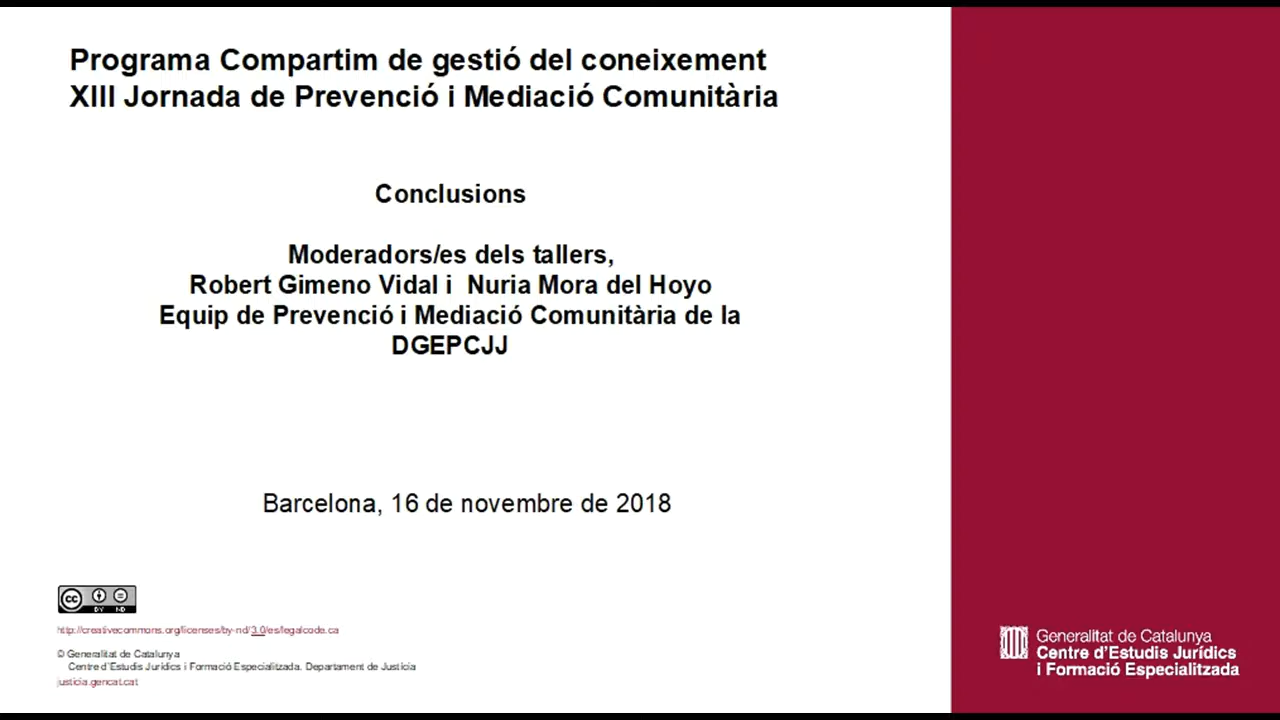 Programa Compartim de gestió del coneixement
XIII Jornada de Prevenció i Mediació Comunitària
Conclusions
Moderadors/es dels tallers,
Robert Gimeno Vidal i Nuria Mora del Hoyo
Equip de Prevenció i Mediació Comunitària de la
DGEPCJJ
Barcelona, 16 de novembre de 2018
cc
BY ND
http://creativecommons.org/licenses/by-nd/3.0/es/legalcode.ca
© Generalitat de Catalunya
Centre d'Estudis Jurídics i Formació Especialitzada. Departament de Justícia
justicia.gencat.cat
Generalitat de Catalunya
Centre d'Estudis Jurídics
i Formació Especialitzada